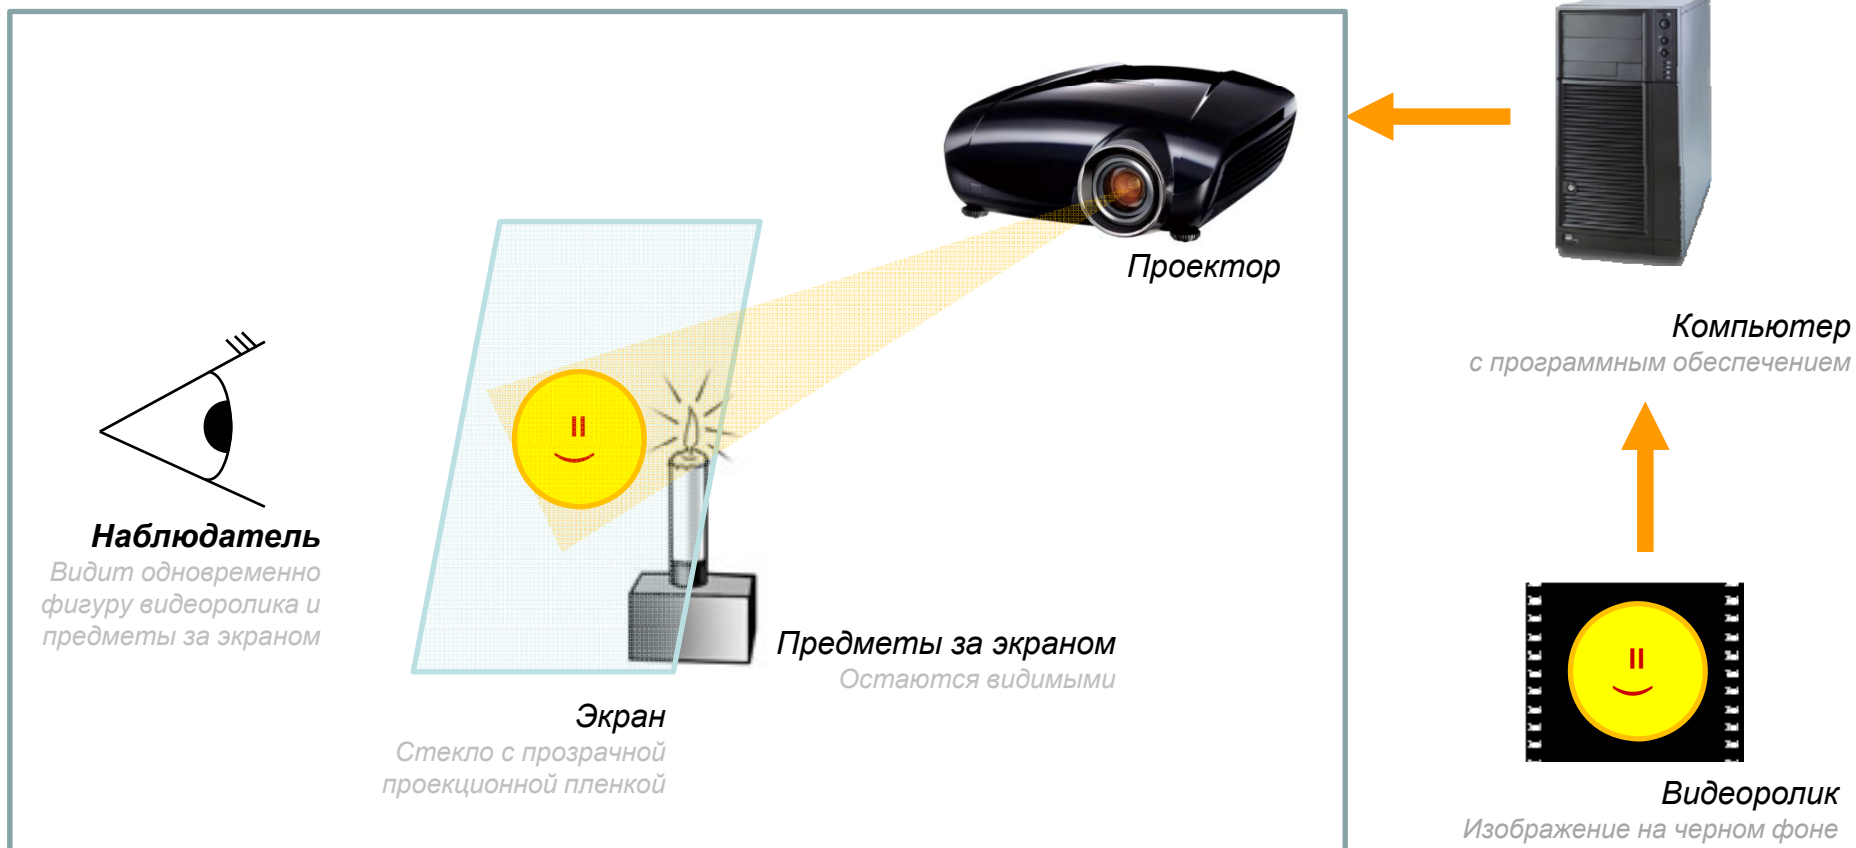 Проектор
Компьютер
с программным обеспечением
Наблюдатель
Видит одновременно
фигуру видеоролика и
предметы за экраном
Предметы за экраном
Остаются видимыми
Экран
Стекло с прозрачной
проекционной пленкой
Видеоролик
Изображение на черном фоне